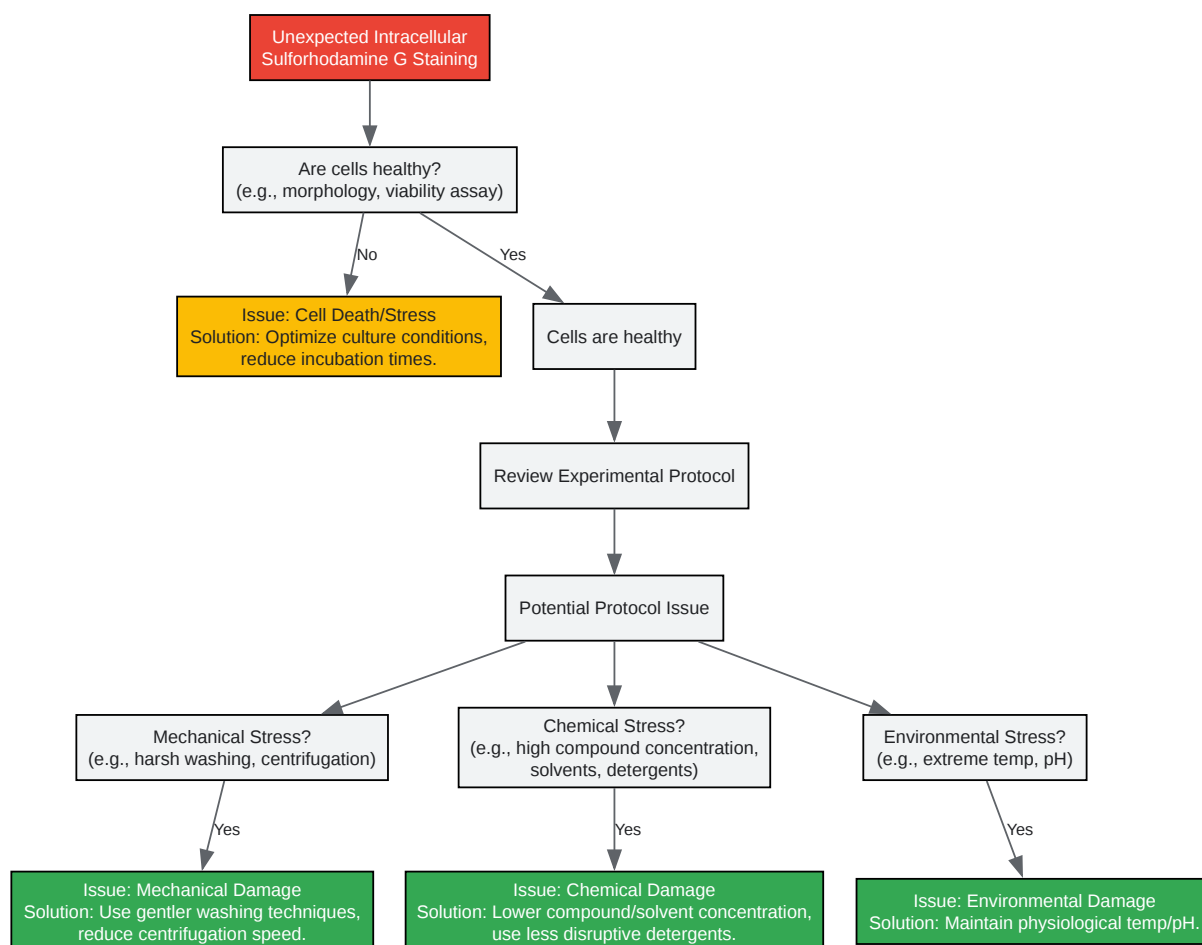 Unexpected Intracellular
Sulforhodamine G Staining
Are cells healthy?
(e.g., morphology, viability assay)
No
Yes
Issue: Cell Death/Stress
Solution: Optimize culture conditions,
reduce incubation times.
Cells are healthy
Review Experimental Protocol
Potential Protocol Issue
Mechanical Stress?
(e.g., harsh washing, centrifugation)
Chemical Stress?
(e.g., high compound concentration,
solvents, detergents)
Environmental Stress?
(e.g., extreme temp, pH)
Yes
Yes
Yes
Issue: Mechanical Damage
Solution: Use gentler washing techniques,
reduce centrifugation speed.
Issue: Chemical Damage
Solution: Lower compound/solvent concentration,
use less disruptive detergents.
Issue: Environmental Damage
Solution: Maintain physiological temp/pH.